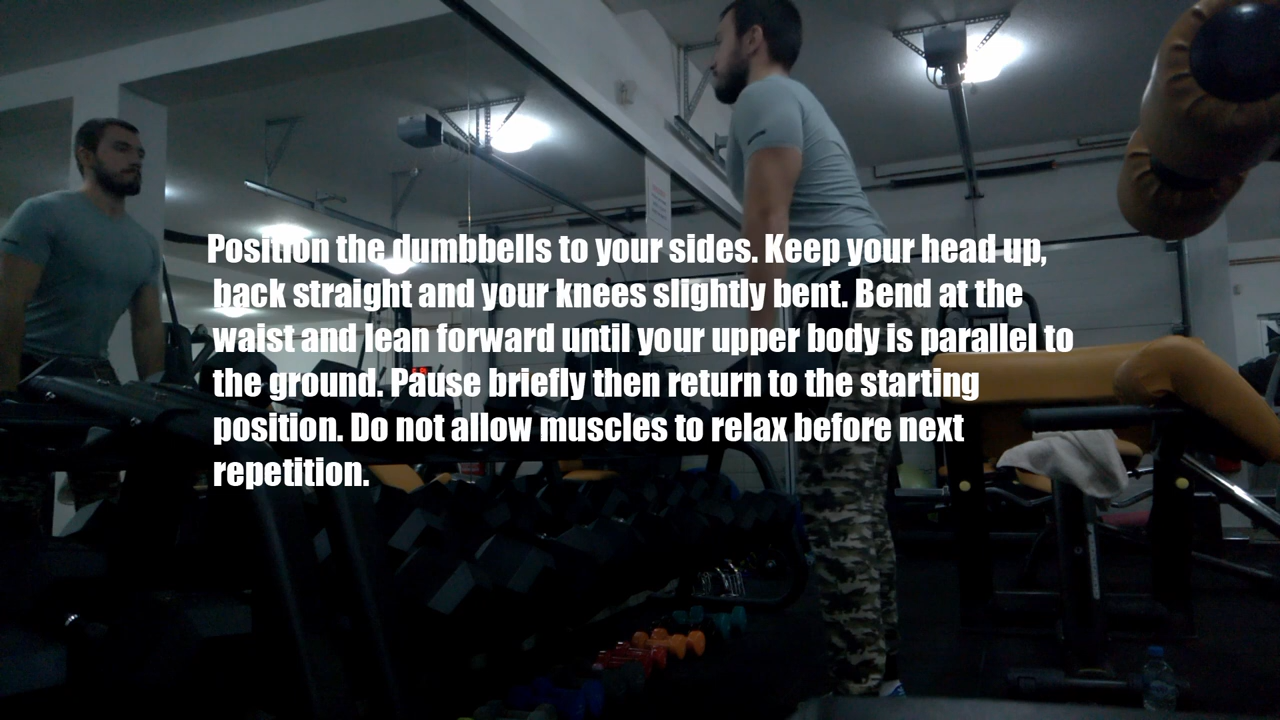 Position the dumbbells to your sides. Keep your head up,
back straight and your knees slightly bent. Bend at the
waist and lean forward until your upper body is parallel to
the ground. Pause briefly then return to the starting
position. Do not allow muscles to relax before next
repetition.